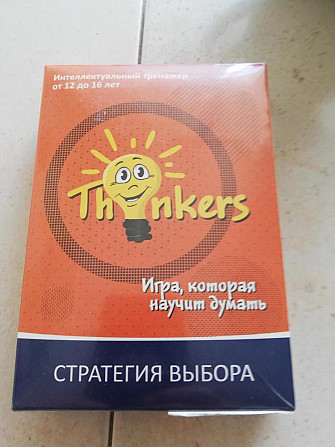 Интеллектуальный тренажер
от 12 до 16 лет
Thinkers
Игра, которая
научит думать
СТРАТЕГИЯ ВЫБОРА